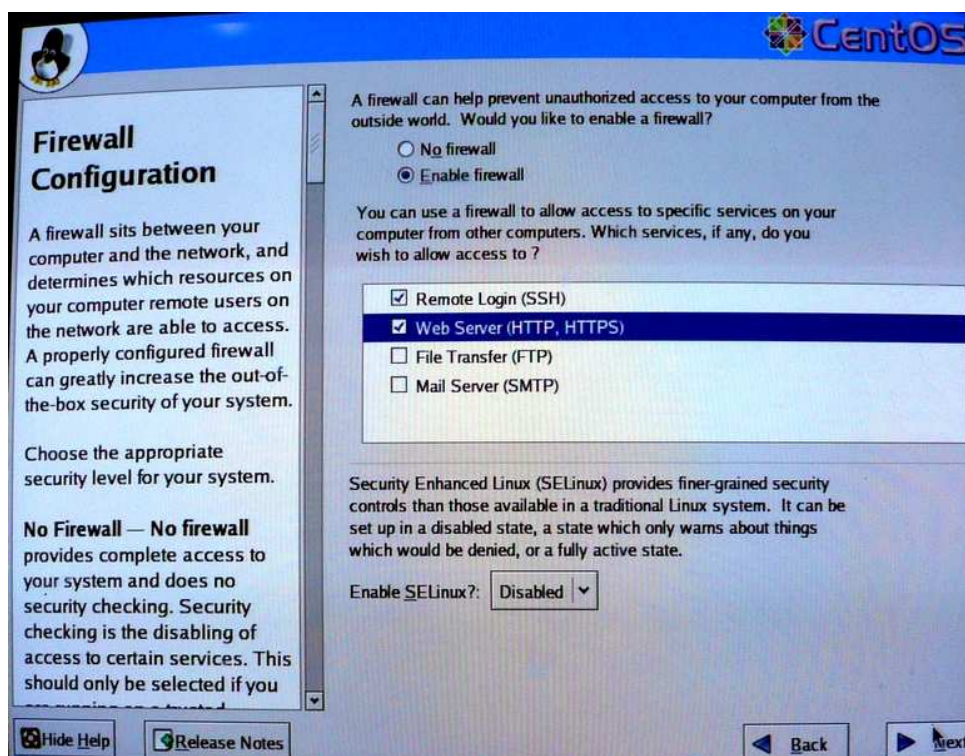 CentOS
Firewall
Configuration
A firewall sits between your
computer and the network, and
determines which resources on
your computer remote users on
the network are able to access.
A properly configured firewall
can greatly increase the out-of-
the-box security of your system.
Choose the appropriate
security level for your system.
No Firewall — No firewall
provides complete access to
your system and does no
security checking. Security
checking is the disabling of
access to certain services. This
should only be selected if you
A firewall can help prevent unauthorized access to your computer from the
outside world. Would you like to enable a firewall?
No firewall
Enable firewall
You can use a firewall to allow access to specific services on your
computer from other computers. Which services, if any, do you
wish to allow access to ?
Remote Login (SSH)
Web Server (HTTP, HTTPS)
File Transfer (FTP)
Mail Server (SMTP)
Security Enhanced Linux (SELinux) provides finer-grained security
controls than those available in a traditional Linux system. It can be
set up in a disabled state, a state which only warns about things
which would be denied, or a fully active state.
Enable SELinux?: Disabled
Hide Help Release Notes Back Next